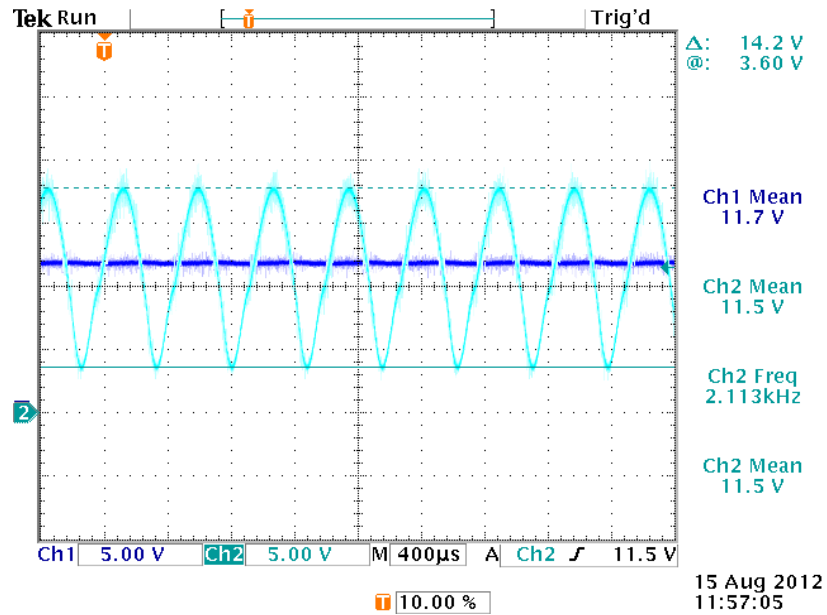 Tek Run Trig'd
T
T
Δ: 14.2 V
@: 3.60 V
Ch1 Mean
11.7 V
Ch2 Mean
11.5 V
Ch2 Freq
2.113kHz
2
Ch2 Mean
11.5 V
Ch1 5.00 V Ch2 5.00 V M 400µs A Ch2 11.5 V
T 10.00 %
15 Aug 2012
11:57:05